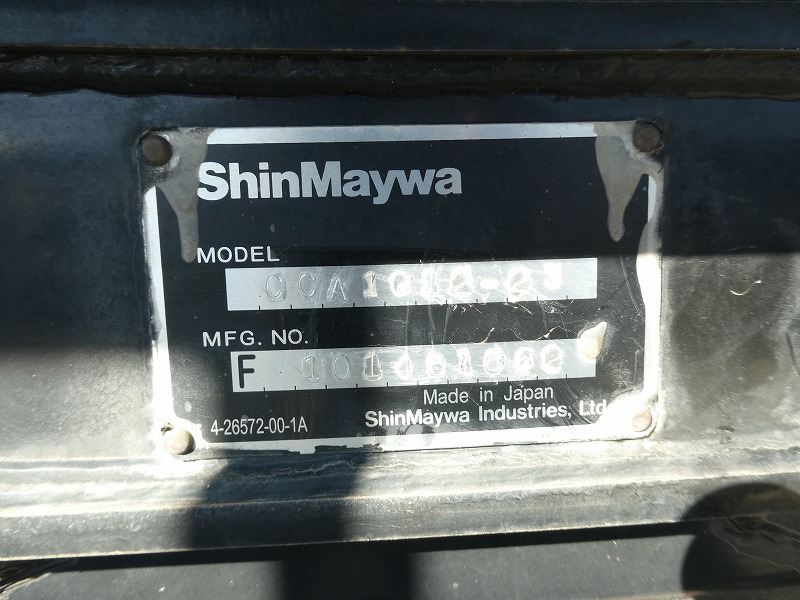 ShinMaywa
MODEL
MFG. NO.
F
Made in Japan
4-26572-00-1A
ShinMaywa Industries, Ltd